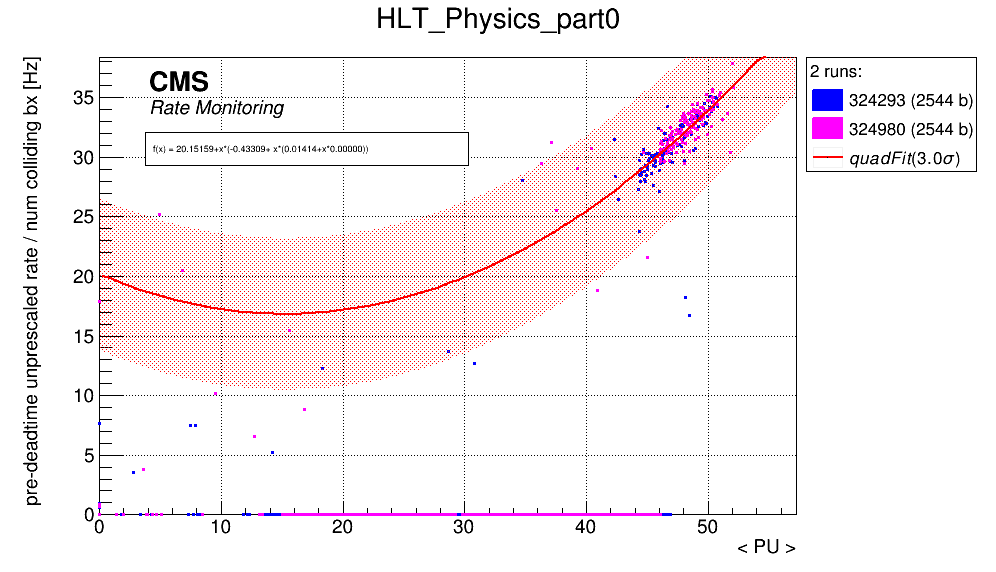 HLT_Physics_part0
pre-deadtime unprescaled rate / num colliding bx [Hz]
CMS
Rate Monitoring
f(x) = 20.15159+x*(-0.43309+ x*(0.01414+x*0.00000))
2 runs:
324293 (2544 b)
324980 (2544 b)
quadFit(3.0σ)
35
30
25
20
15
10
5
0
0 10 20 30 40 50
< PU >